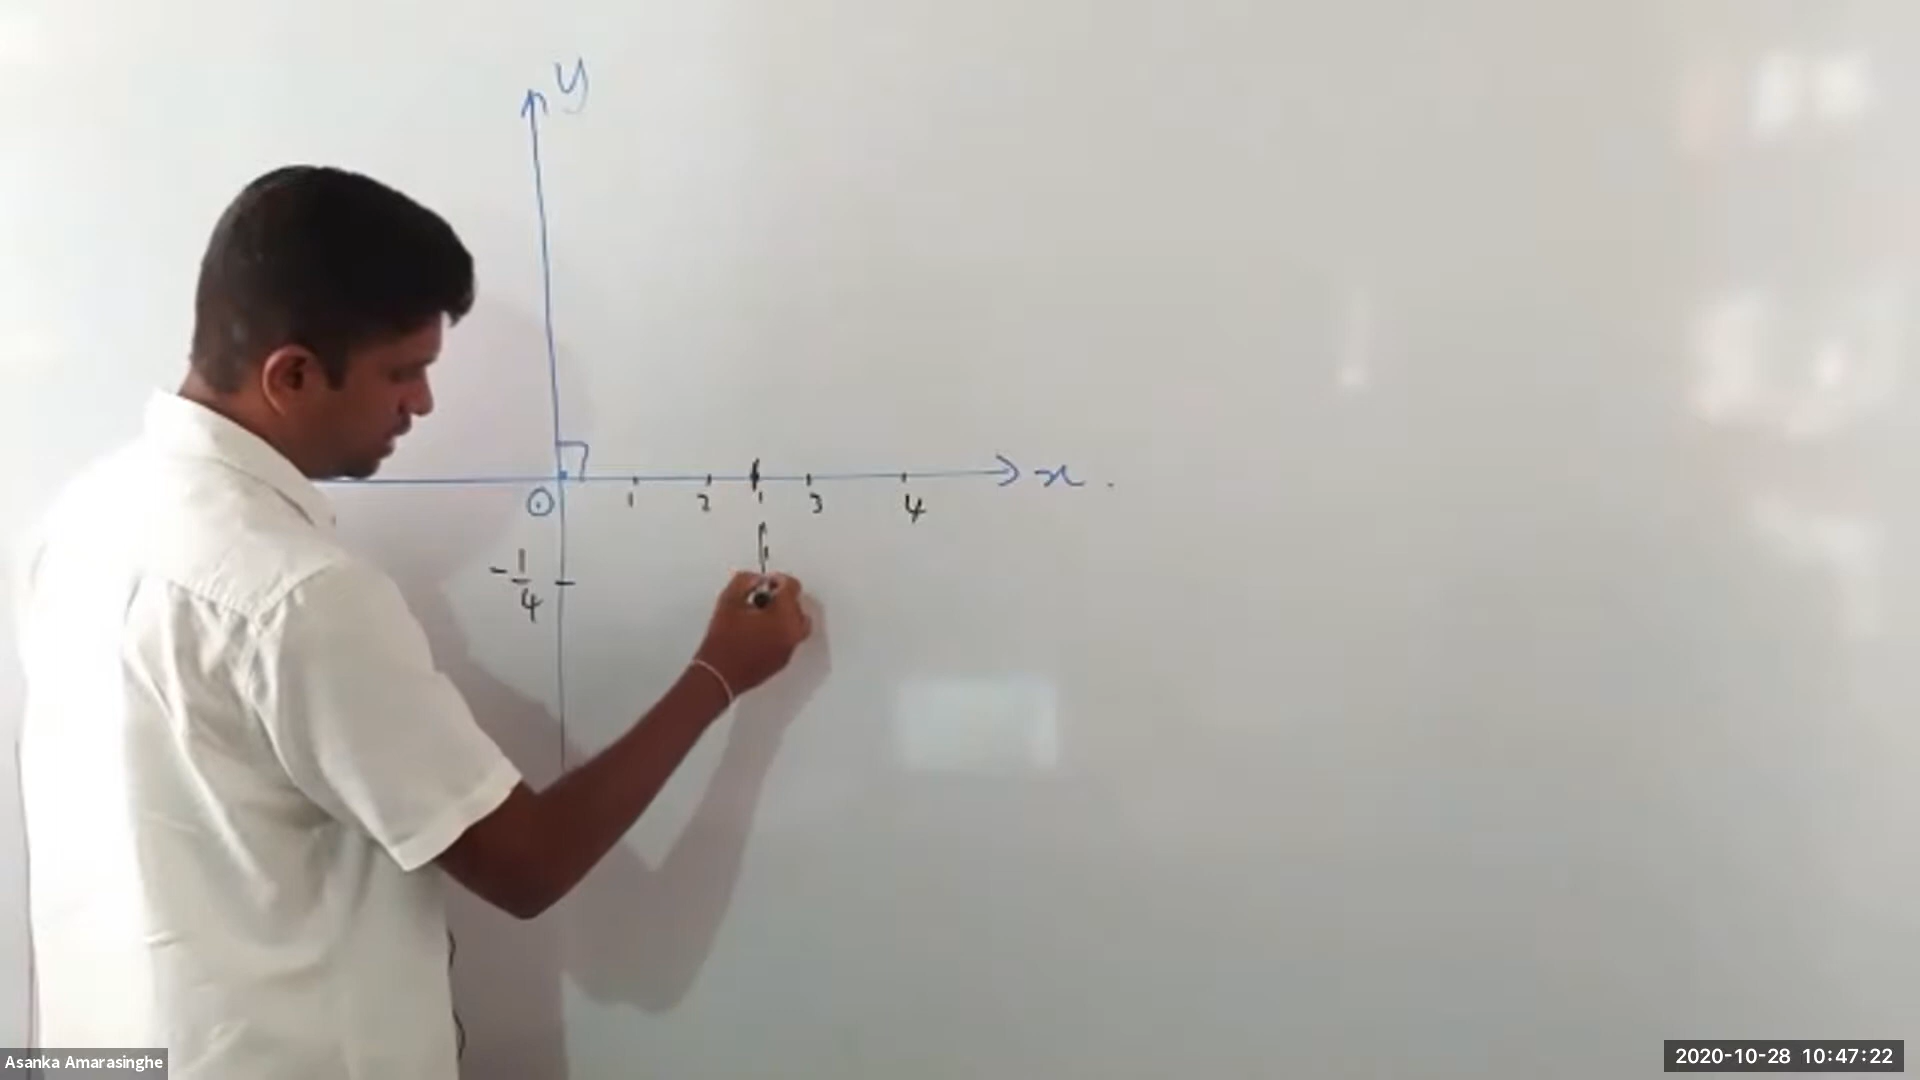 y
0 1 2 3 4 x.
-1/4
Asanka Amarasinghe
2020-10-28 10:47:22